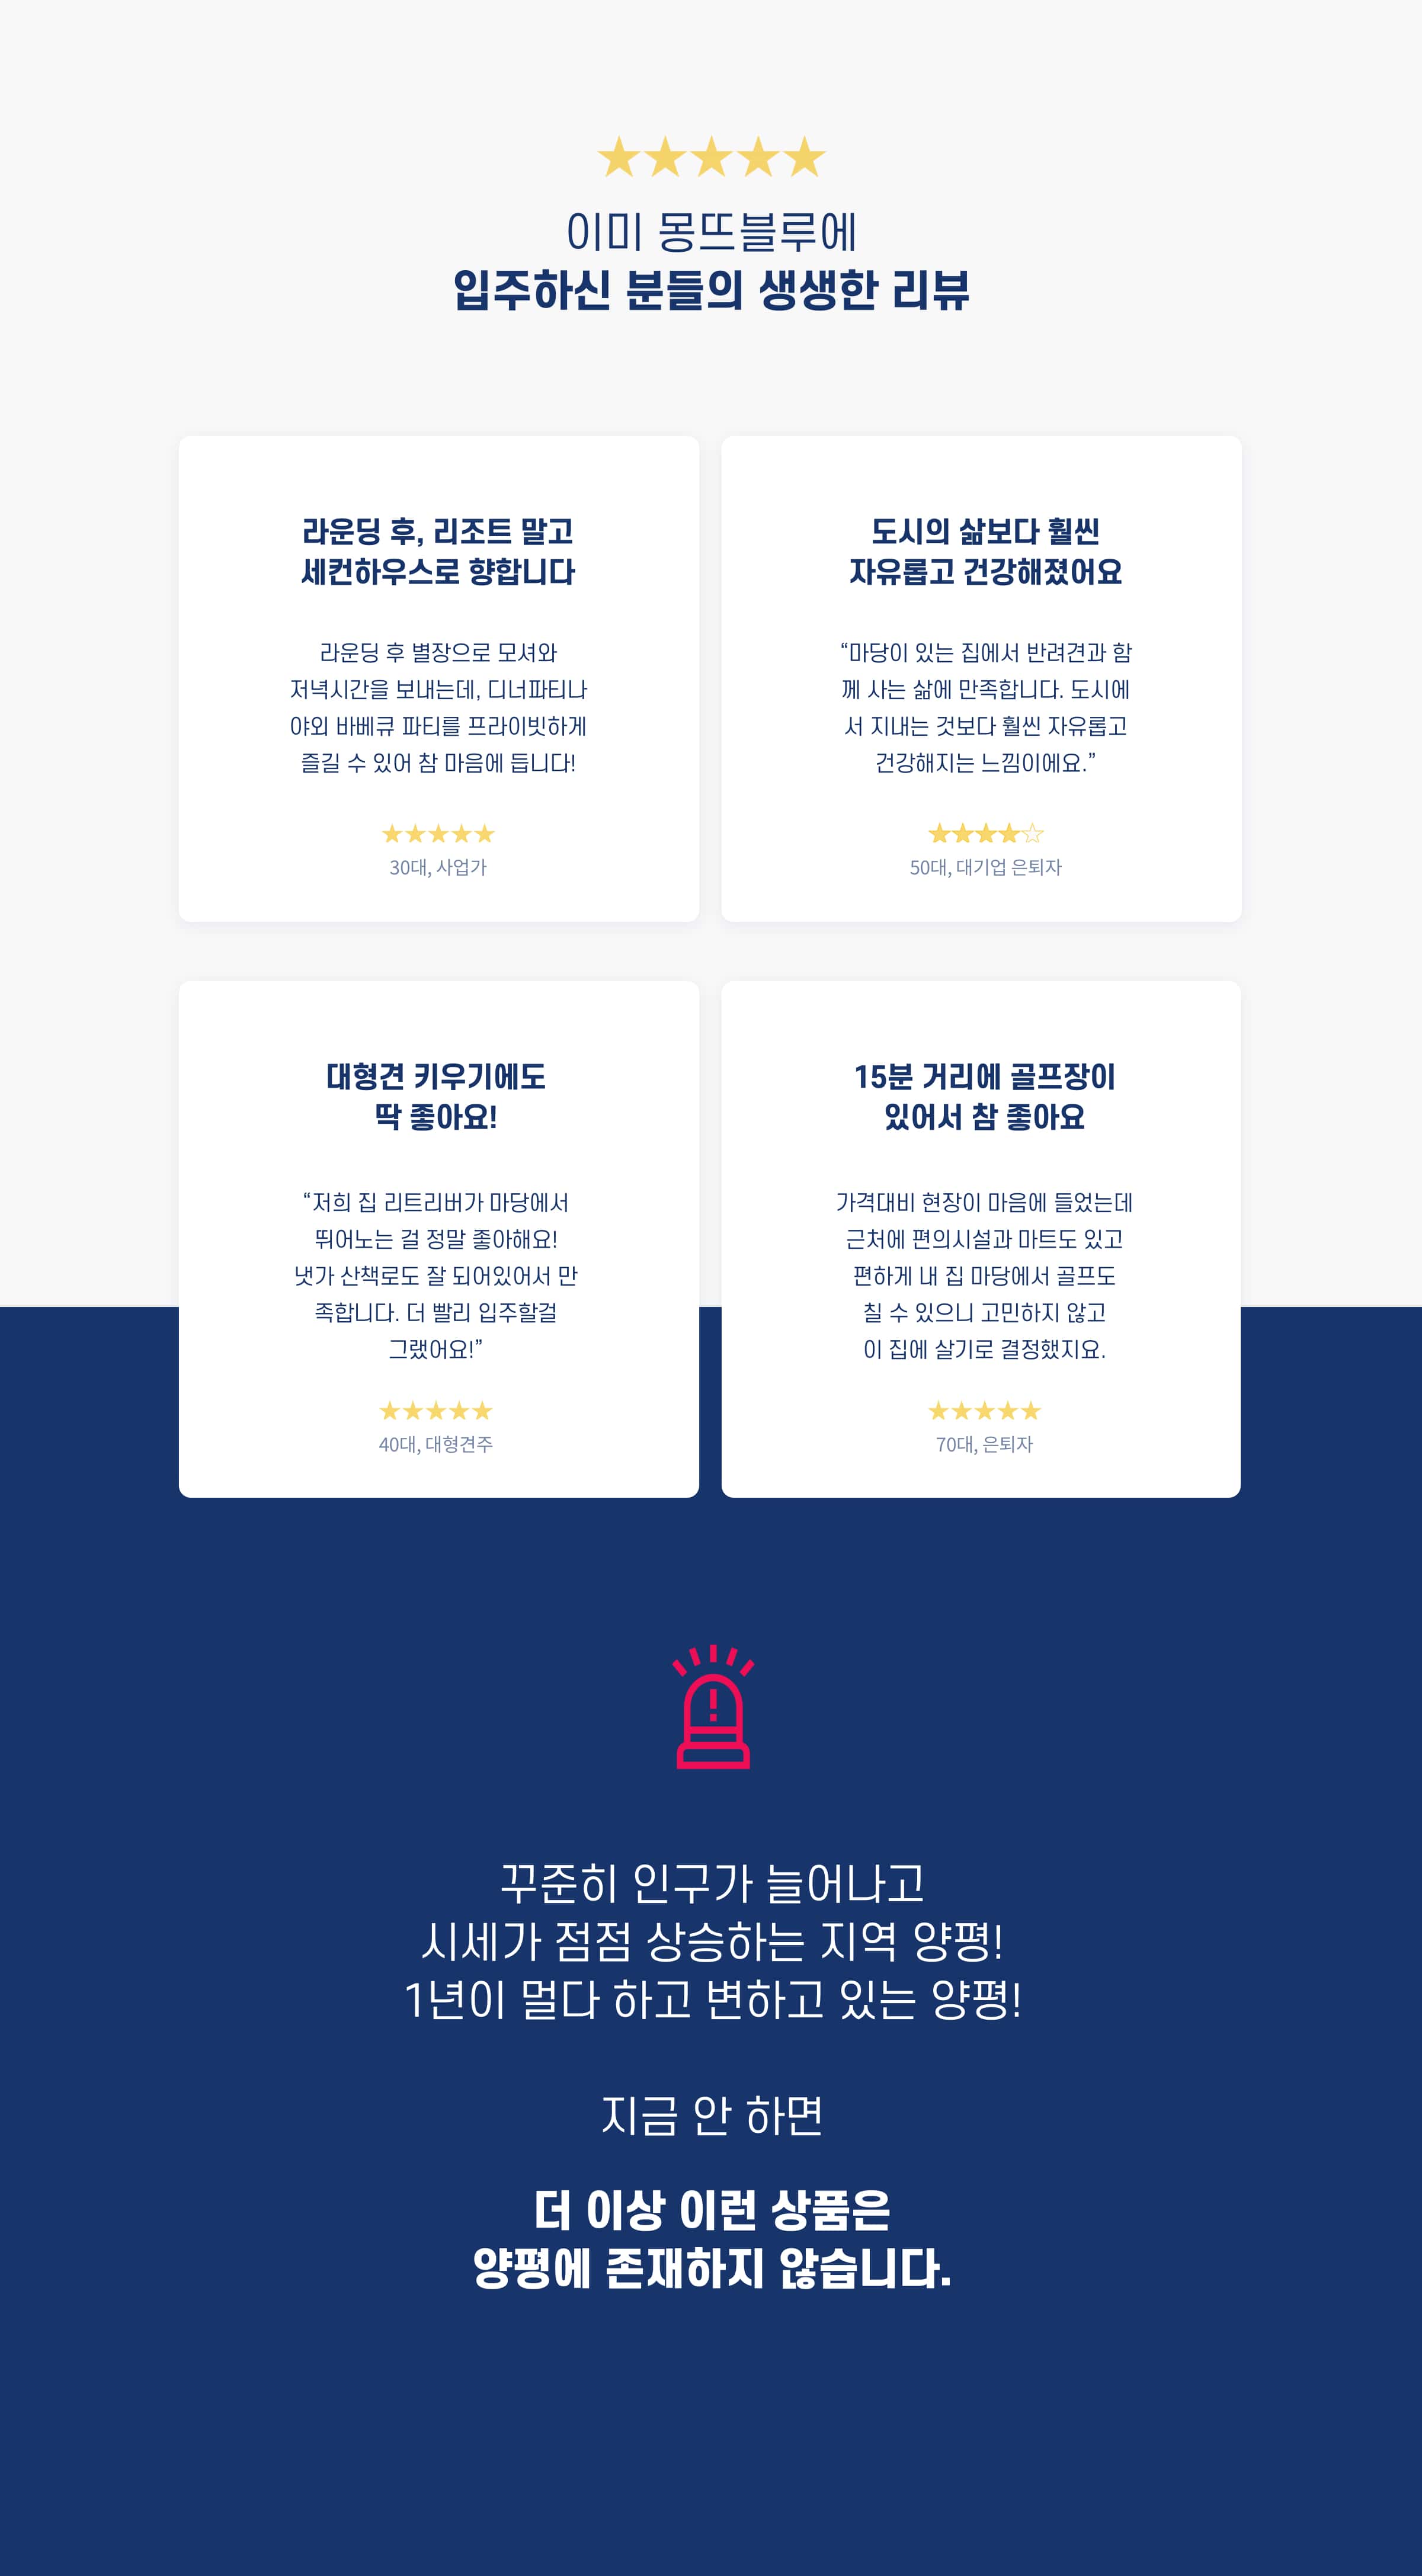 이미 몽뜨블루에
입주하신 분들의 생생한 리뷰
라운딩 후, 리조트 말고
세컨하우스로 향합니다
라운딩 후 별장으로 모셔와
저녁시간을 보내는데, 디너파티나
야외 바베큐 파티를 프라이빗하게
즐길 수 있어 참 마음에 듭니다!
30대, 사업가
도시의 삶보다 훨씬
자유롭고 건강해졌어요
“마당이 있는 집에서 반려견과 함
께 사는 삶에 만족합니다. 도시에
서 지내는 것보다 훨씬 자유롭고
건강해지는 느낌이에요.”
50대, 대기업 은퇴자
대형견 키우기에도
딱 좋아요!
“저희 집 리트리버가 마당에서
뛰어노는 걸 정말 좋아해요!
냇가 산책로도 잘 되어있어서 만
족합니다. 더 빨리 입주할걸
그랬어요!”
40대, 대형견주
15분 거리에 골프장이
있어서 참 좋아요
가격대비 현장이 마음에 들었는데
근처에 편의시설과 마트도 있고
편하게 내 집 마당에서 골프도
칠 수 있으니 고민하지 않고
이 집에 살기로 결정했지요.
70대, 은퇴자
꾸준히 인구가 늘어나고
시세가 점점 상승하는 지역 양평!
1년이 멀다 하고 변하고 있는 양평!
지금 안 하면
더 이상 이런 상품은
양평에 존재하지 않습니다.